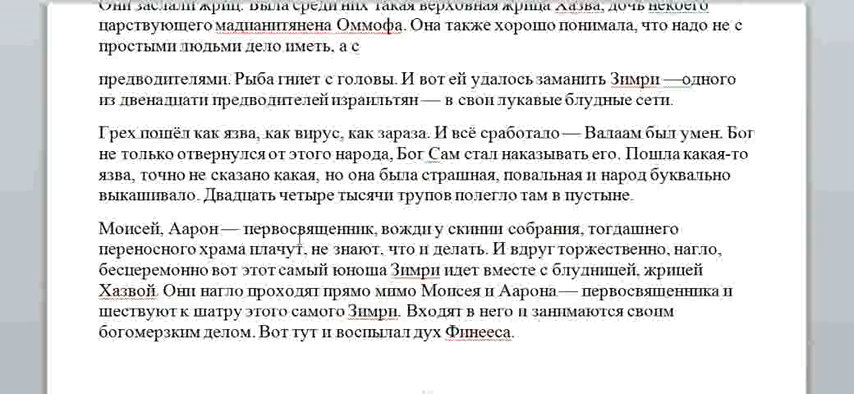 Они заслали жриц. Была среди них такая верховная жрица Хазва, дочь некоего
царствующего мадианитянена Оммофа. Она также хорошо понимала, что надо не с
простыми людьми дело иметь, а с
предводителями. Рыба гниет с головы. И вот ей удалось заманить Зимри —одного
из двенадцати предводителей израильтян — в свои лукавые блудные сети.
Грех пошёл как язва, как вирус, как зараза. И всё сработало — Валаам был умен. Бог
не только отвернулся от этого народа, Бог Сам стал наказывать его. Пошла какая-то
язва, точно не сказано какая, но она была страшная, повальная и народ буквально
выкашивало. Двадцать четыре тысячи трупов полегло там в пустыне.
Моисей, Аарон — первосвященник, вожди у скинии собрания, тогдашнего
переносного храма плачут, не знают, что и делать. И вдруг торжественно, нагло,
бесцеремонно вот этот самый юноша Зимри идет вместе с блудницей, жрицей
Хазвой. Они нагло проходят прямо мимо Моисея и Аарона — первосвященника и
шествуют к шатру этого самого Зимри. Входят в него и занимаются своим
богомерзким делом. Вот тут и воспылал дух Финееса.